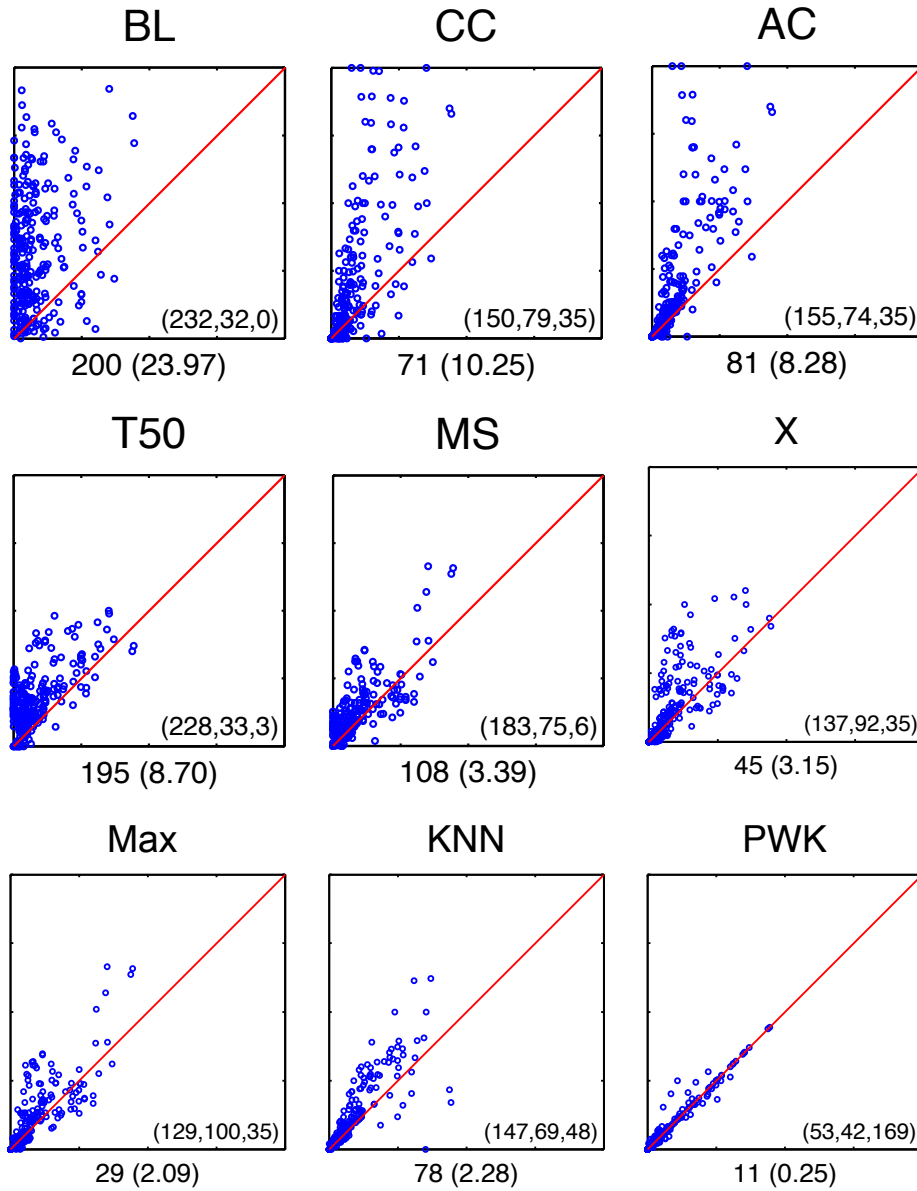 BL CC AC
(232,32,0) (150,79,35) (155,74,35)
200 (23.97) 71 (10.25) 81 (8.28)
T50 MS X
(228,33,3) (183,75,6) (137,92,35)
195 (8.70) 108 (3.39) 45 (3.15)
Max KNN PWK
(129,100,35) (147,69,48) (53,42,169)
29 (2.09) 78 (2.28) 11 (0.25)